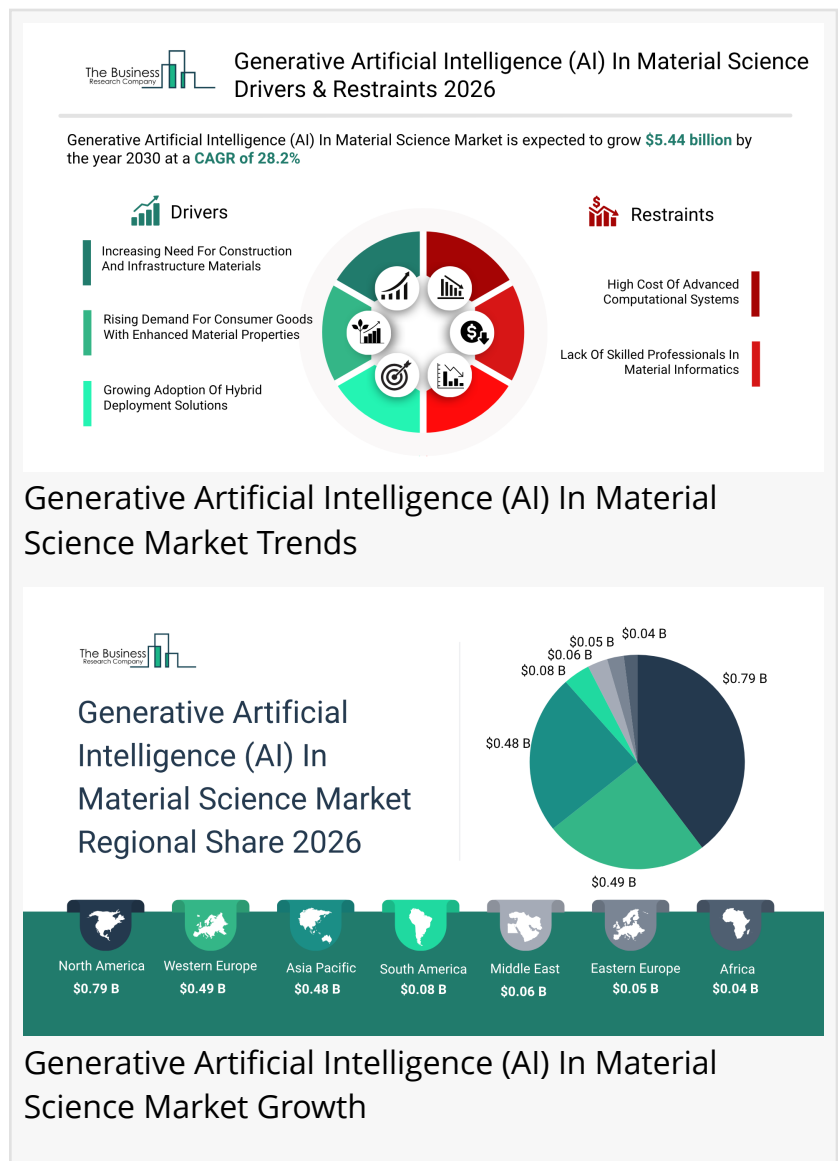 The Business
Research Company
Generative Artificial Intelligence (AI) In Material Science
Drivers & Restraints 2026
Generative Artificial Intelligence (AI) In Material Science Market is expected to grow $5.44 billion by
the year 2030 at a CAGR of 28.2%
Drivers
Increasing Need For Construction
And Infrastructure Materials
Rising Demand For Consumer Goods
With Enhanced Material Properties
Growing Adoption Of Hybrid
Deployment Solutions
$
$
Restraints
High Cost Of Advanced
Computational Systems
Lack Of Skilled Professionals In
Material Informatics
Generative Artificial Intelligence (AI) In Material
Science Market Trends
The Business
Research Company
Generative Artificial
Intelligence (AI) In
Material Science Market
Regional Share 2026
$0.04 B
$0.05 B
$0.06 B
$0.08 B
$0.79 B
$0.48 B
$0.49 B
North America
$0.79 B
Western Europe
$0.49 B
Asia Pacific
$0.48 B
South America
$0.08 B
Middle East
$0.06 B
Eastern Europe
$0.05 B
Africa
$0.04 B
Generative Artificial Intelligence (AI) In Material
Science Market Growth